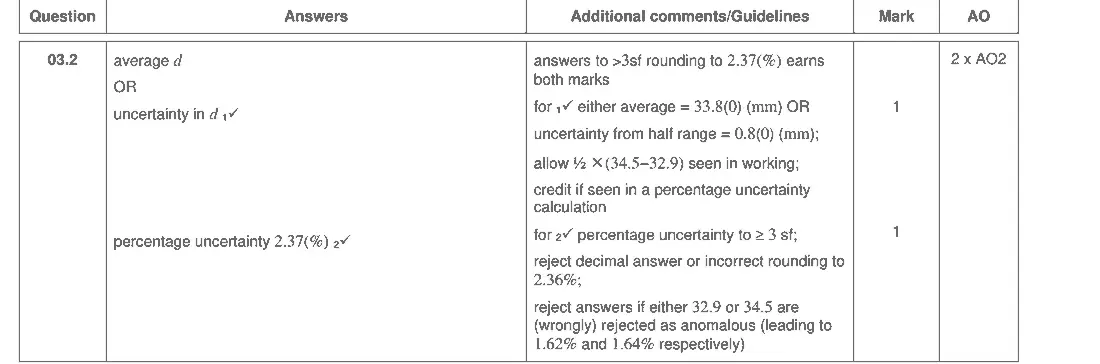 Question Answers Additional comments/Guidelines Mark AO
03.2 average d answers to >3sf rounding to 2.37(%) earns 2 x AO2
both marks
OR
uncertainty in d ₁✓ for ₁✓ either average = 33.8(0) (mm) OR 1
uncertainty from half range = 0.8(0) (mm);
allow ½ ×(34.5–32.9) seen in working;
credit if seen in a percentage uncertainty
calculation
percentage uncertainty 2.37(%) ₂✓ for ₂✓ percentage uncertainty to ≥ 3 sf; 1
reject decimal answer or incorrect rounding to
2.36%;
reject answers if either 32.9 or 34.5 are
(wrongly) rejected as anomalous (leading to
1.62% and 1.64% respectively)